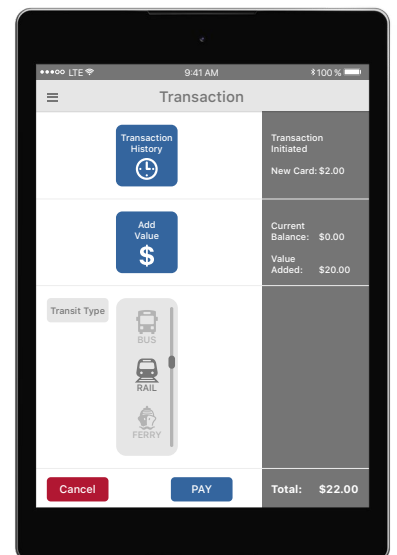 LTE
9:41 AM
100 %
Transaction
Transaction
History
Transaction
Initiated
New Card: $2.00
Add
Value
$
Current
Balance: $0.00
Value
Added: $20.00
Transit Type
BUS
RAIL
FERRY
Cancel
PAY
Total: $22.00